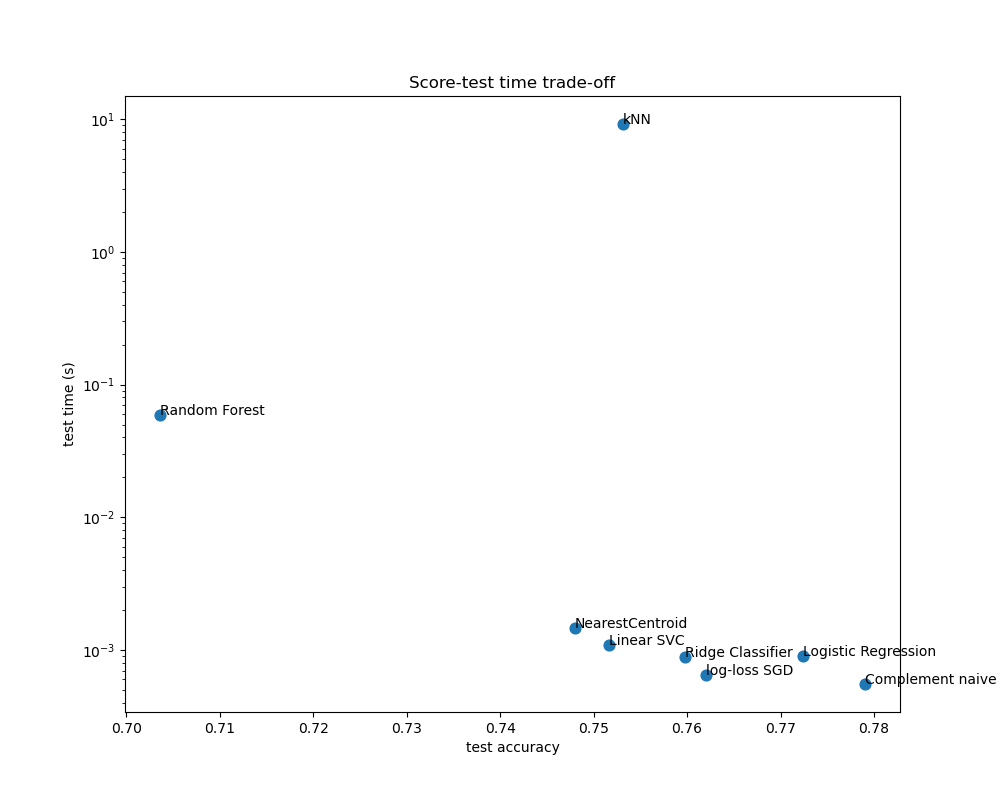 Score-test time trade-off
10¹
10⁰
10⁻¹
10⁻²
10⁻³
test time (s)
kNN
Random Forest
NearestCentroid
Linear SVC
Ridge Classifier
Logistic Regression
log-loss SGD
Complement naive
0.70 0.71 0.72 0.73 0.74 0.75 0.76 0.77 0.78
test accuracy